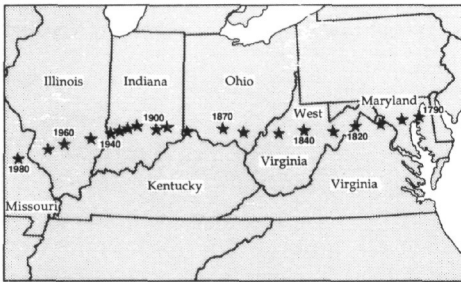 Illinois
Indiana
Ohio
1790
Maryland
1900
1870
West
1960
1940
1840
1820
1980
Virginia
Kentucky
Virginia
Missouri